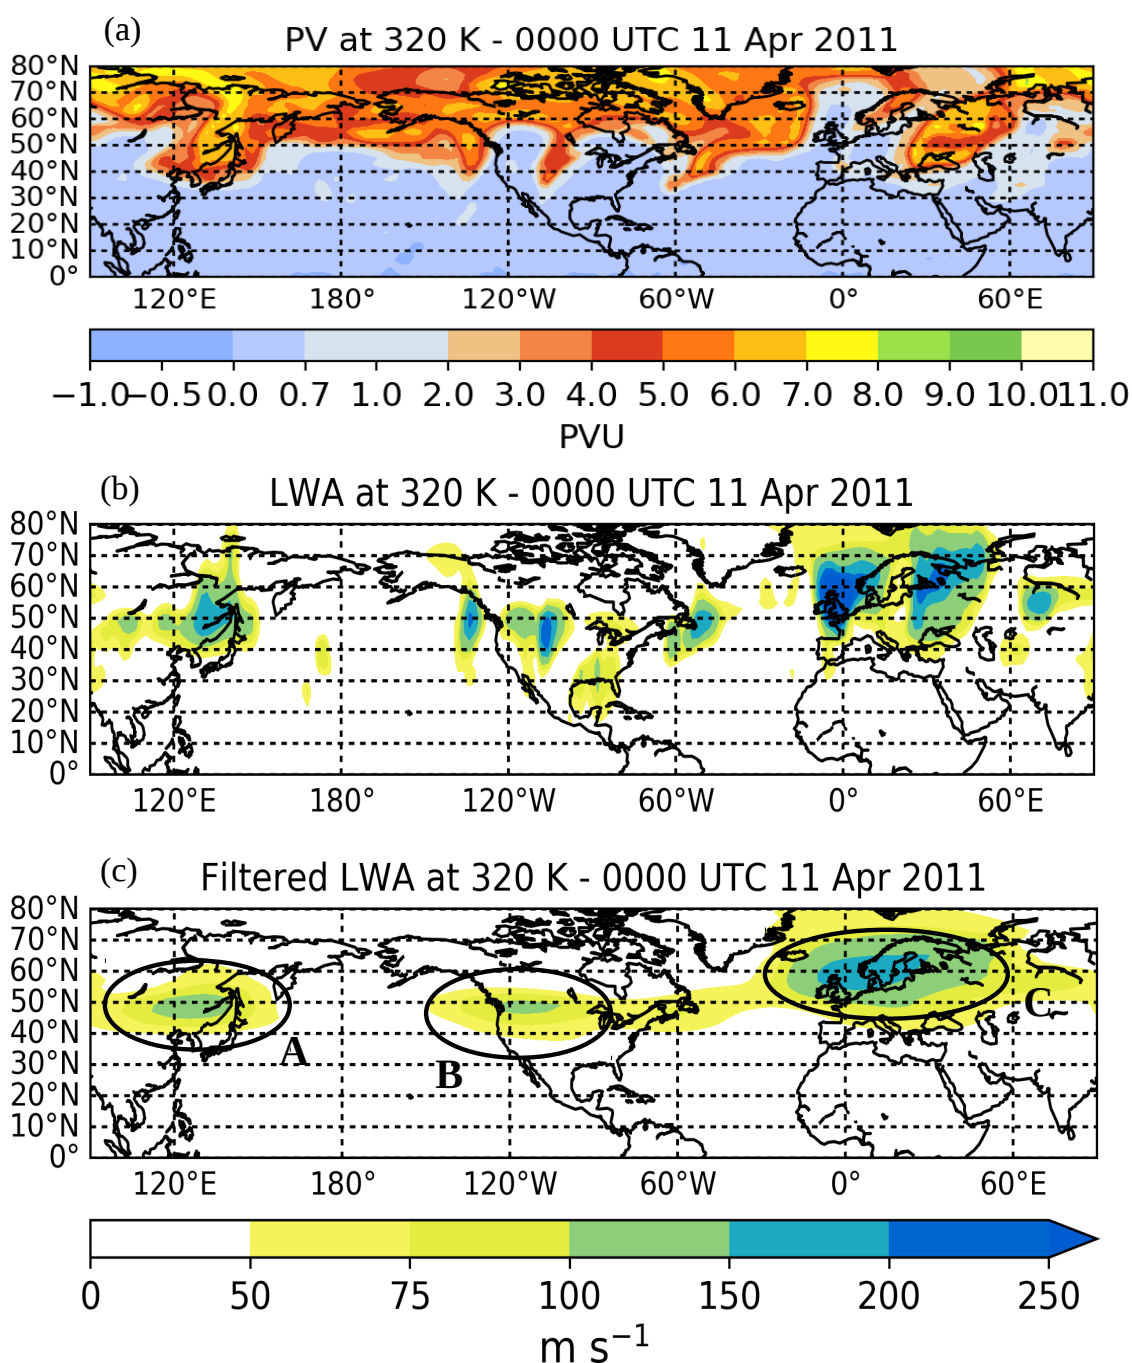 (a)
PV at 320 K - 0000 UTC 11 Apr 2011
80°N
70°N
60°N
50°N
40°N
30°N
20°N
10°N
0°
120°E 180° 120°W 60°W 0° 60°E
−1.0 −0.5 0.0 0.7 1.0 2.0 3.0 4.0 5.0 6.0 7.0 8.0 9.0 10.0 11.0
PVU
(b)
LWA at 320 K - 0000 UTC 11 Apr 2011
80°N
70°N
60°N
50°N
40°N
30°N
20°N
10°N
0°
120°E 180° 120°W 60°W 0° 60°E
(c)
Filtered LWA at 320 K - 0000 UTC 11 Apr 2011
80°N
70°N
60°N
50°N
40°N
30°N
20°N
10°N
0°
A
B
C
120°E 180° 120°W 60°W 0° 60°E
0 50 75 100 150 200 250
m s⁻¹